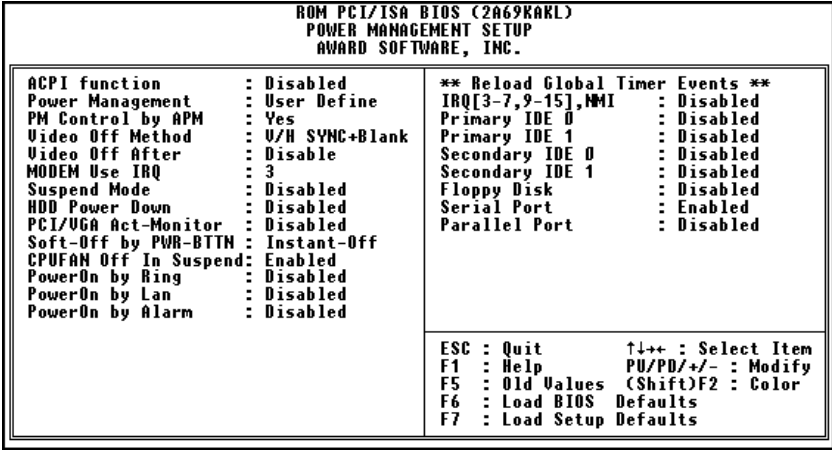 ROM PCI/ISA BIOS (2A69KAKL)
POWER MANAGEMENT SETUP
AWARD SOFTWARE, INC.
ACPI function : Disabled
Power Management : User Define
PM Control by APM : Yes
Video Off Method : V/H SYNC+Blank
Video Off After : Disable
MODEM Use IRQ : 3
Suspend Mode : Disabled
HDD Power Down : Disabled
PCI/VGA Act-Monitor : Disabled
Soft-Off by PWR-BTTN : Instant-Off
CPUFAN Off In Suspend: Enabled
PowerOn by Ring : Disabled
PowerOn by Lan : Disabled
PowerOn by Alarm : Disabled
** Reload Global Timer Events **
IRQ[3-7,9-15],NMI : Disabled
Primary IDE 0 : Disabled
Primary IDE 1 : Disabled
Secondary IDE 0 : Disabled
Secondary IDE 1 : Disabled
Floppy Disk : Disabled
Serial Port : Enabled
Parallel Port : Disabled
ESC : Quit ↑↓→← : Select Item
F1 : Help PU/PD/+/- : Modify
F5 : Old Values (Shift)F2 : Color
F6 : Load BIOS Defaults
F7 : Load Setup Defaults